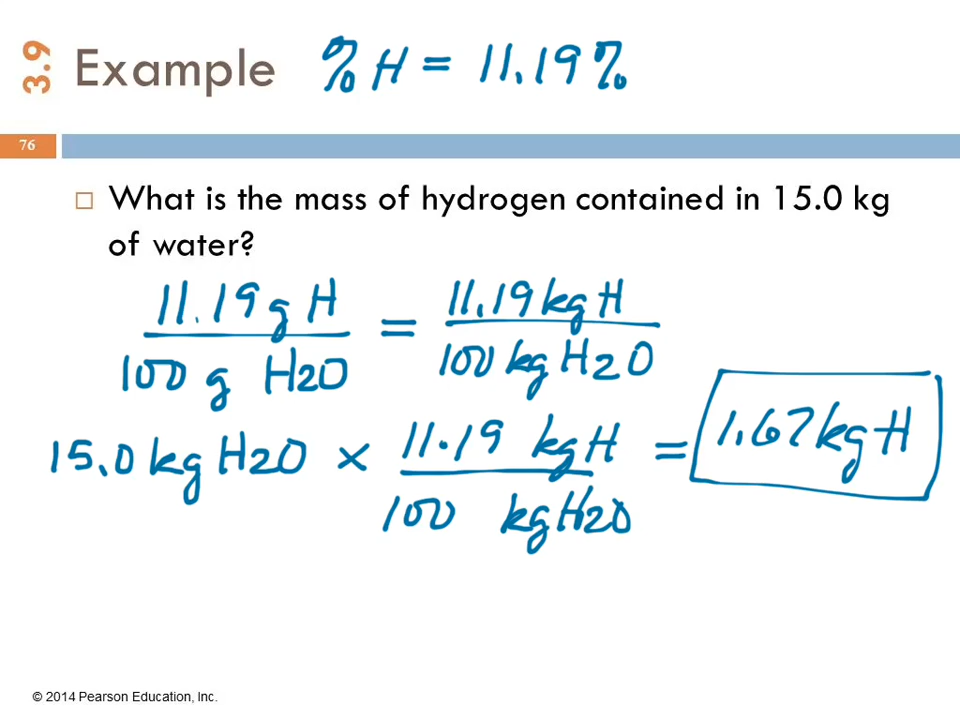 3.9
Example % H = 11.19%
76
What is the mass of hydrogen contained in 15.0 kg
of water?
11.19 g H / 100 g H2O = 11.19 kg H / 100 kg H2O
15.0 kg H2O × 11.19 kg H / 100 kg H2O = 1.67 kg H
© 2014 Pearson Education, Inc.